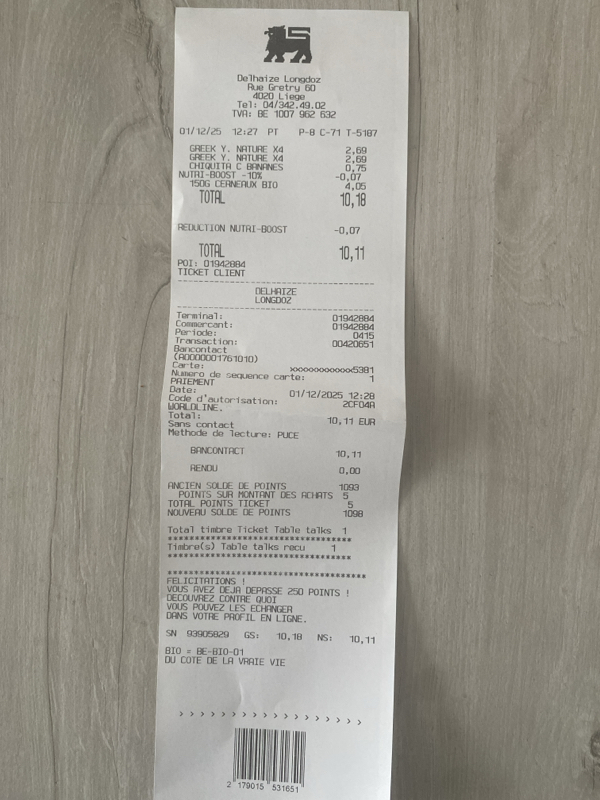 Delhaize Longdoz
Rue Gretry 60
4020 Liege
Tel: 04/342.49.02
TVA: BE 1007 962 632
01/12/25 12:27 PT P-8 C-71 T-5187
GREEK Y. NATURE X4 2,69
GREEK Y. NATURE X4 2,69
CHIQUITA C BANANES 0,75
NUTRI-BOOST -10% -0,07
150G CERNEAUX BIO 4,05
TOTAL 10,18
REDUCTION NUTRI-BOOST -0,07
TOTAL 10,11
POI: 01942884
TICKET CLIENT
DELHAIZE
LONGDOZ
Terminal: 01942884
Commercant: 01942884
Periode: 0415
Transaction: 00420651
Bancontact
(A0000001761010)
Carte: xxxxxxxxxxxx5381
Numero de sequence carte: 1
PAIEMENT
Date: 01/12/2025 12:28
Code d'autorisation: 2CF04A
WORLDLINE.
Total: 10,11 EUR
Sans contact
Methode de lecture: PUCE
BANCONTACT 10,11
RENDU 0,00
ANCIEN SOLDE DE POINTS 1093
POINTS SUR MONTANT DES ACHATS 5
TOTAL POINTS TICKET 5
NOUVEAU SOLDE DE POINTS 1098
Total timbre Ticket Table talks 1
************************************
Timbre(s) Table talks recu 1
************************************
***************************************
FELICITATIONS !
VOUS AVEZ DEJA DEPASSE 250 POINTS !
DECOUVREZ CONTRE QUOI
VOUS POUVEZ LES ECHANGER
DANS VOTRE PROFIL EN LIGNE.
SN 93905829 GS: 10,18 NS: 10,11
BIO = BE-BIO-01
DU COTE DE LA VRAIE VIE
> > > > > > > > > > > > > > > > >
2 179015 531651